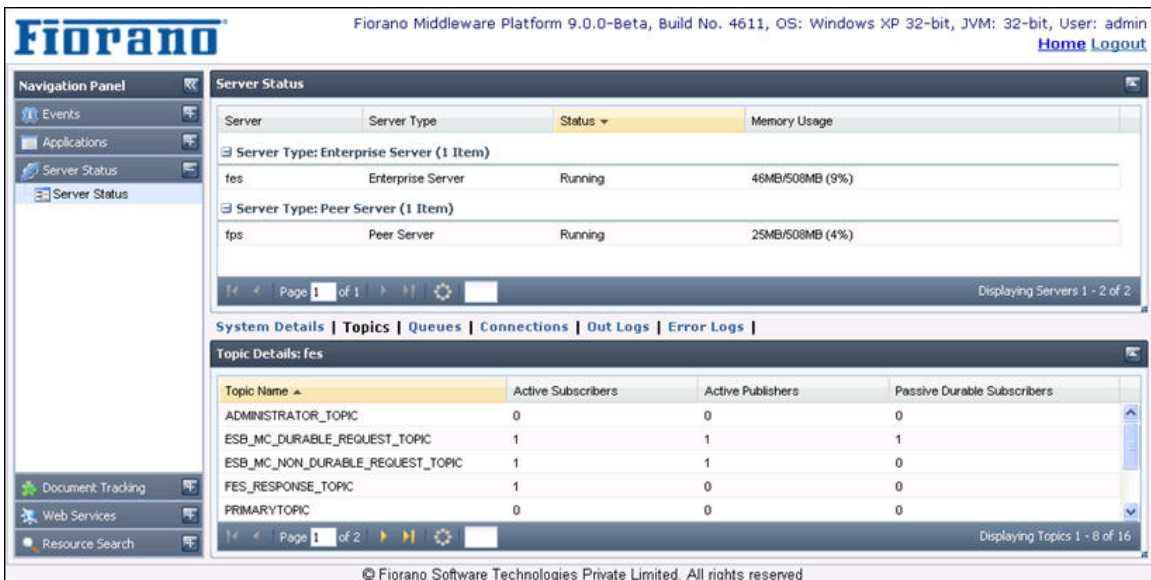 Fiorano
Fiorano Middleware Platform 9.0.0-Beta, Build No. 4611, OS: Windows XP 32-bit, JVM: 32-bit, User: admin
Home Logout
Navigation Panel
Events
Applications
Server Status
Server Status
Document Tracking
Web Services
Resource Search
Server Status
Server Server Type Status Memory Usage
Server Type: Enterprise Server (1 Item)
fes Enterprise Server Running 46MB/508MB (9%)
Server Type: Peer Server (1 Item)
fps Peer Server Running 25MB/508MB (4%)
Page 1 of 1 Displaying Servers 1 - 2 of 2
System Details | Topics | Queues | Connections | Out Logs | Error Logs |
Topic Details: fes
Topic Name Active Subscribers Active Publishers Passive Durable Subscribers
ADMINISTRATOR_TOPIC 0 0 0
ESB_MC_DURABLE_REQUEST_TOPIC 1 1 1
ESB_MC_NON_DURABLE_REQUEST_TOPIC 1 1 0
FES_RESPONSE_TOPIC 1 0 0
PRIMARYTOPIC 0 0 0
Page 1 of 2 Displaying Topics 1 - 8 of 16
© Fiorano Software Technologies Private Limited. All rights reserved